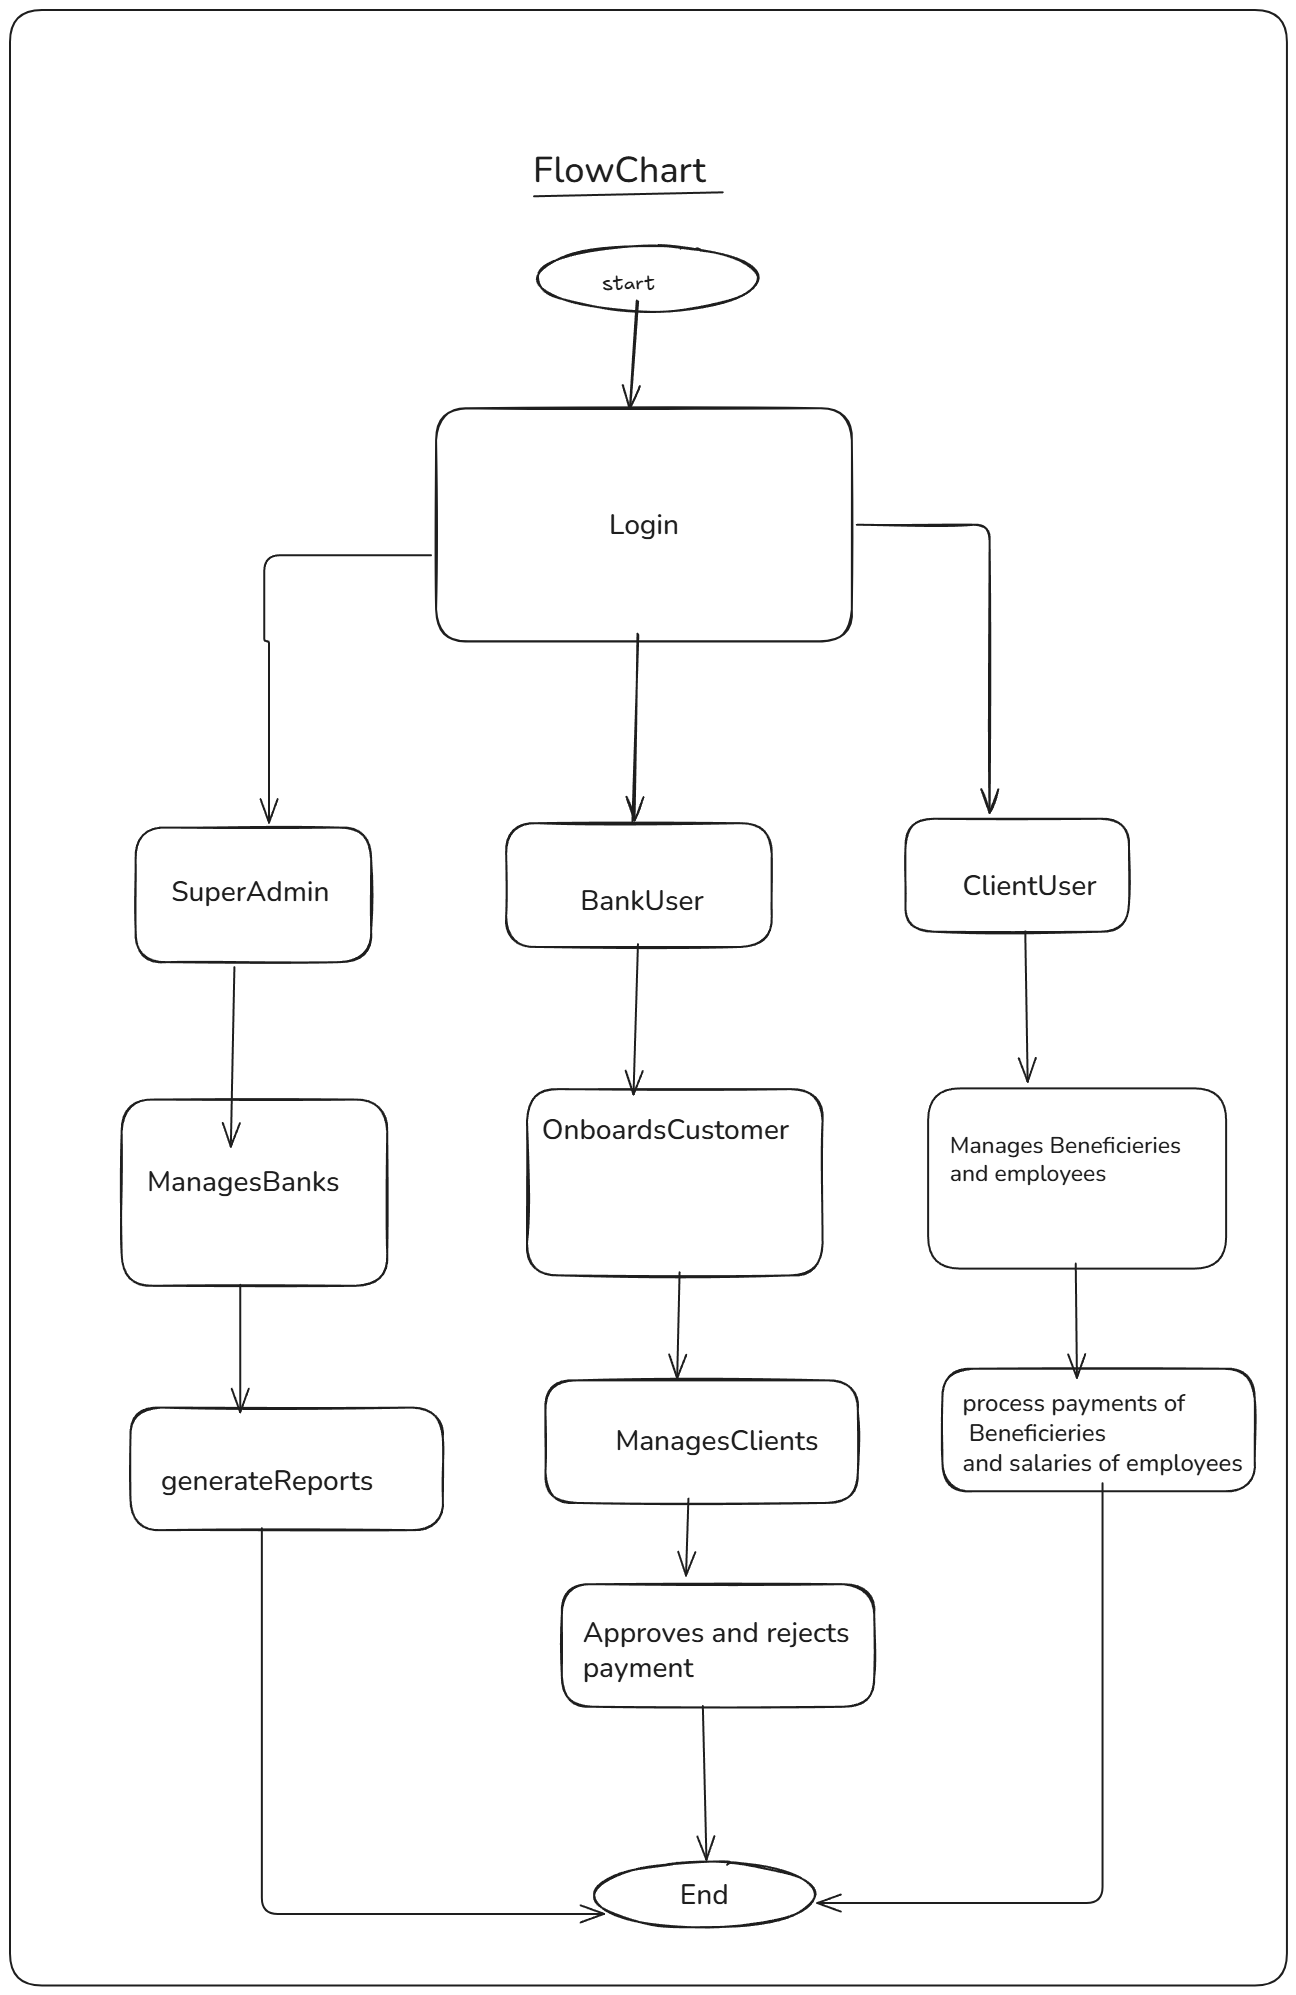 FlowChart
start
Login
SuperAdmin
BankUser
ClientUser
ManagesBanks
OnboardsCustomer
Manages Beneficieries
and employees
generateReports
ManagesClients
process payments of
Beneficieries
and salaries of employees
Approves and rejects
payment
End